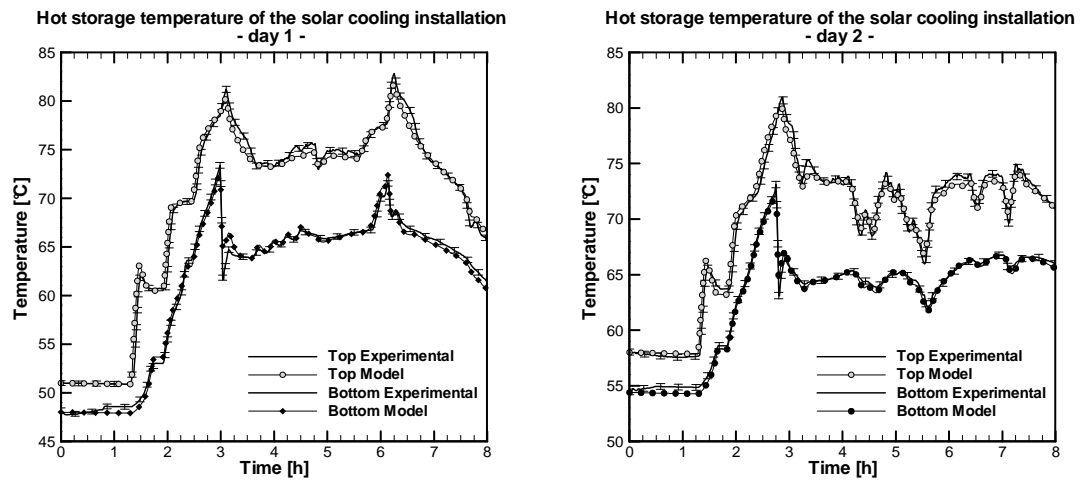 Hot storage temperature of the solar cooling installation
- day 1 -
85
80
75
70
65
60
55
50
45
Temperature [°C]
0 1 2 3 4 5 6 7 8
Time [h]
Top Experimental
Top Model
Bottom Experimental
Bottom Model
Hot storage temperature of the solar cooling installation
- day 2 -
85
80
75
70
65
60
55
50
Temperature [°C]
0 1 2 3 4 5 6 7 8
Time [h]
Top Experimental
Top Model
Bottom Experimental
Bottom Model